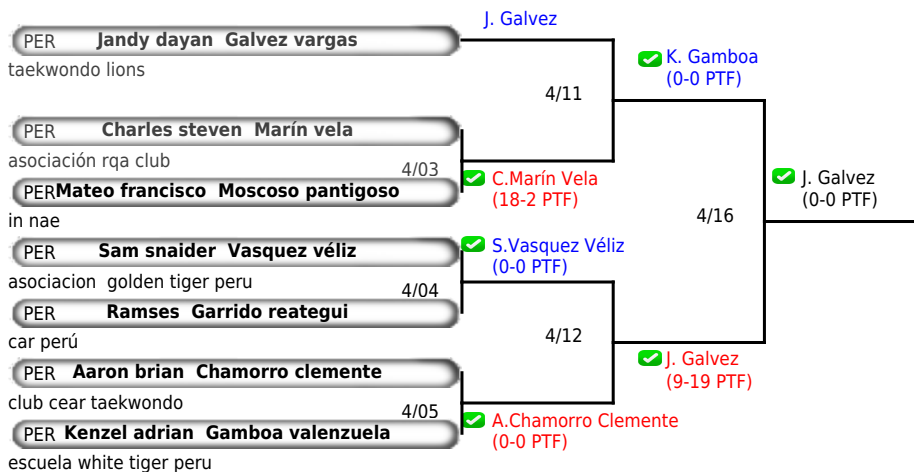 J. Galvez
PER Jandy dayan Galvez vargas
taekwondo lions
K. Gamboa
(0-0 PTF)
4/11
PER Charles steven Marín vela
asociación rqa club
4/03
PER Mateo francisco Moscoso pantigoso
in nae
C.Marín Vela
(18-2 PTF)
J. Galvez
(0-0 PTF)
4/16
PER Sam snaider Vasquez véliz
asociacion golden tiger peru
S.Vasquez Véliz
(0-0 PTF)
4/04
PER Ramses Garrido reategui
car perú
4/12
J. Galvez
(9-19 PTF)
PER Aaron brian Chamorro clemente
club cear taekwondo
4/05
PER Kenzel adrian Gamboa valenzuela
escuela white tiger peru
A.Chamorro Clemente
(0-0 PTF)